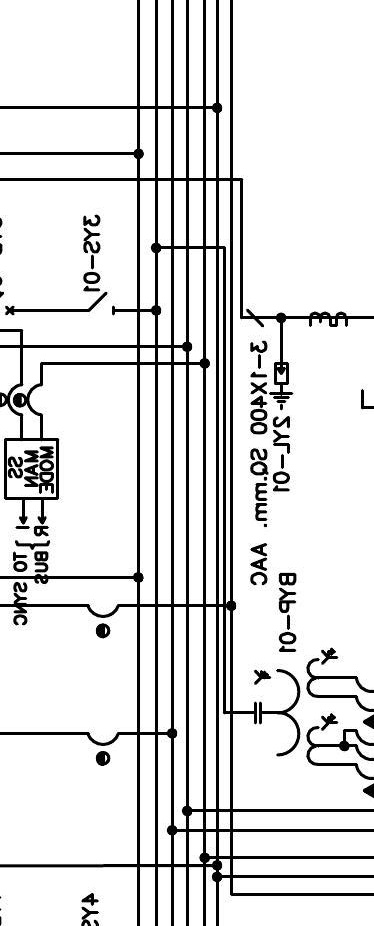 3YS-01
3-1X400 SQ.mm. AAC
2YL-01
BYP-01
MODE
MAN
SS
R
I
} BUS
} TO SYNC
4YS